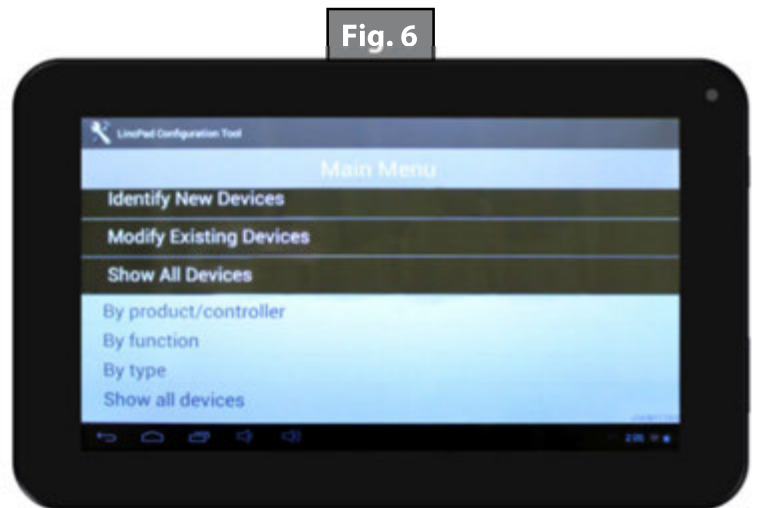 Fig. 6
LincPad Configuration Tool
Main Menu
Identify New Devices
Modify Existing Devices
Show All Devices
By product/controller
By function
By type
Show all devices